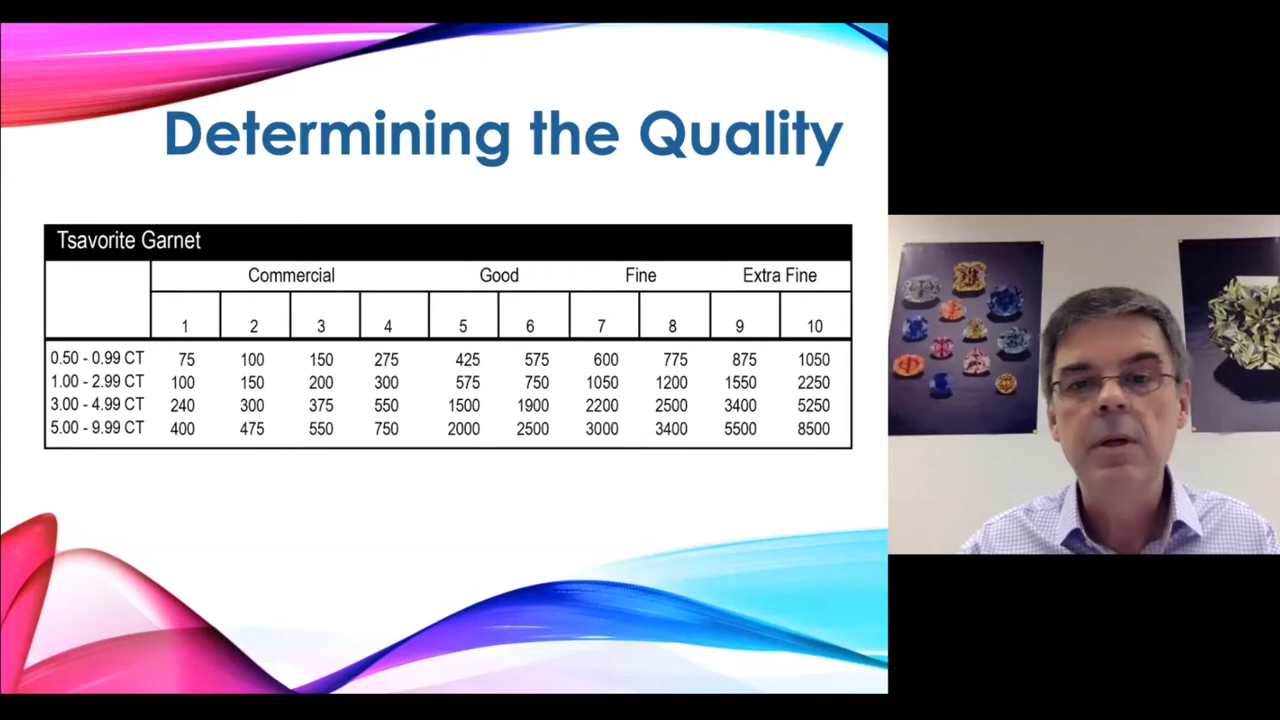 Determining the Quality
Tsavorite Garnet
Commercial Good Fine Extra Fine
1 2 3 4 5 6 7 8 9 10
0.50 - 0.99 CT 75 100 150 275 425 575 600 775 875 1050
1.00 - 2.99 CT 100 150 200 300 575 750 1050 1200 1550 2250
3.00 - 4.99 CT 240 300 375 550 1500 1900 2200 2500 3400 5250
5.00 - 9.99 CT 400 475 550 750 2000 2500 3000 3400 5500 8500